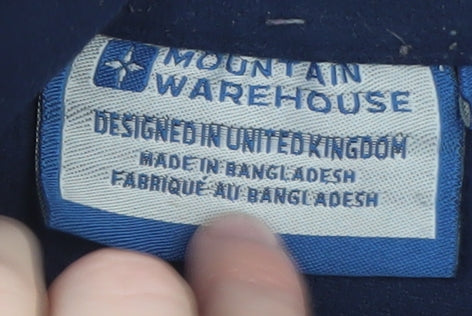 MOUNTAIN
WAREHOUSE
DESIGNED IN UNITED KINGDOM
MADE IN BANGLADESH
FABRIQUÉ AU BANGLADESH